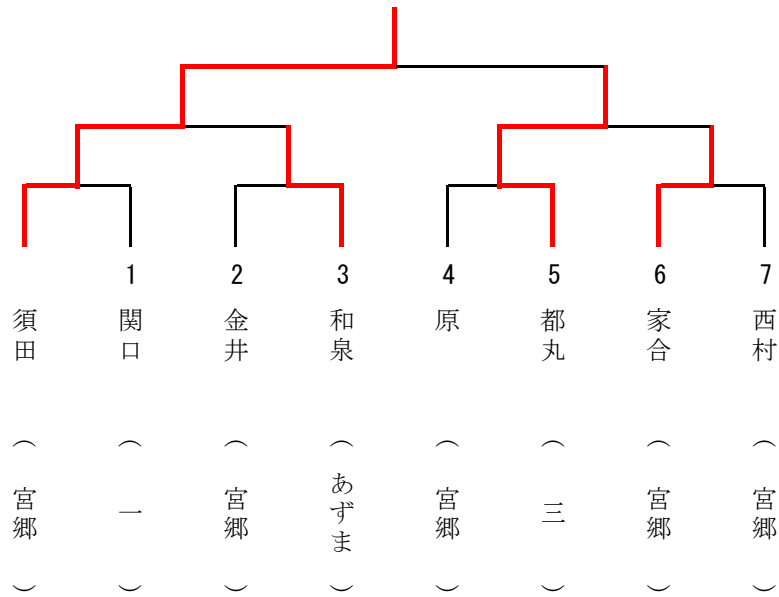 1 2 3 4 5 6 7
須田 関口 金井 和泉 原 都丸 家合 西村
（宮郷） （一） （宮郷） （あずま） （宮郷） （三） （宮郷） （宮郷）